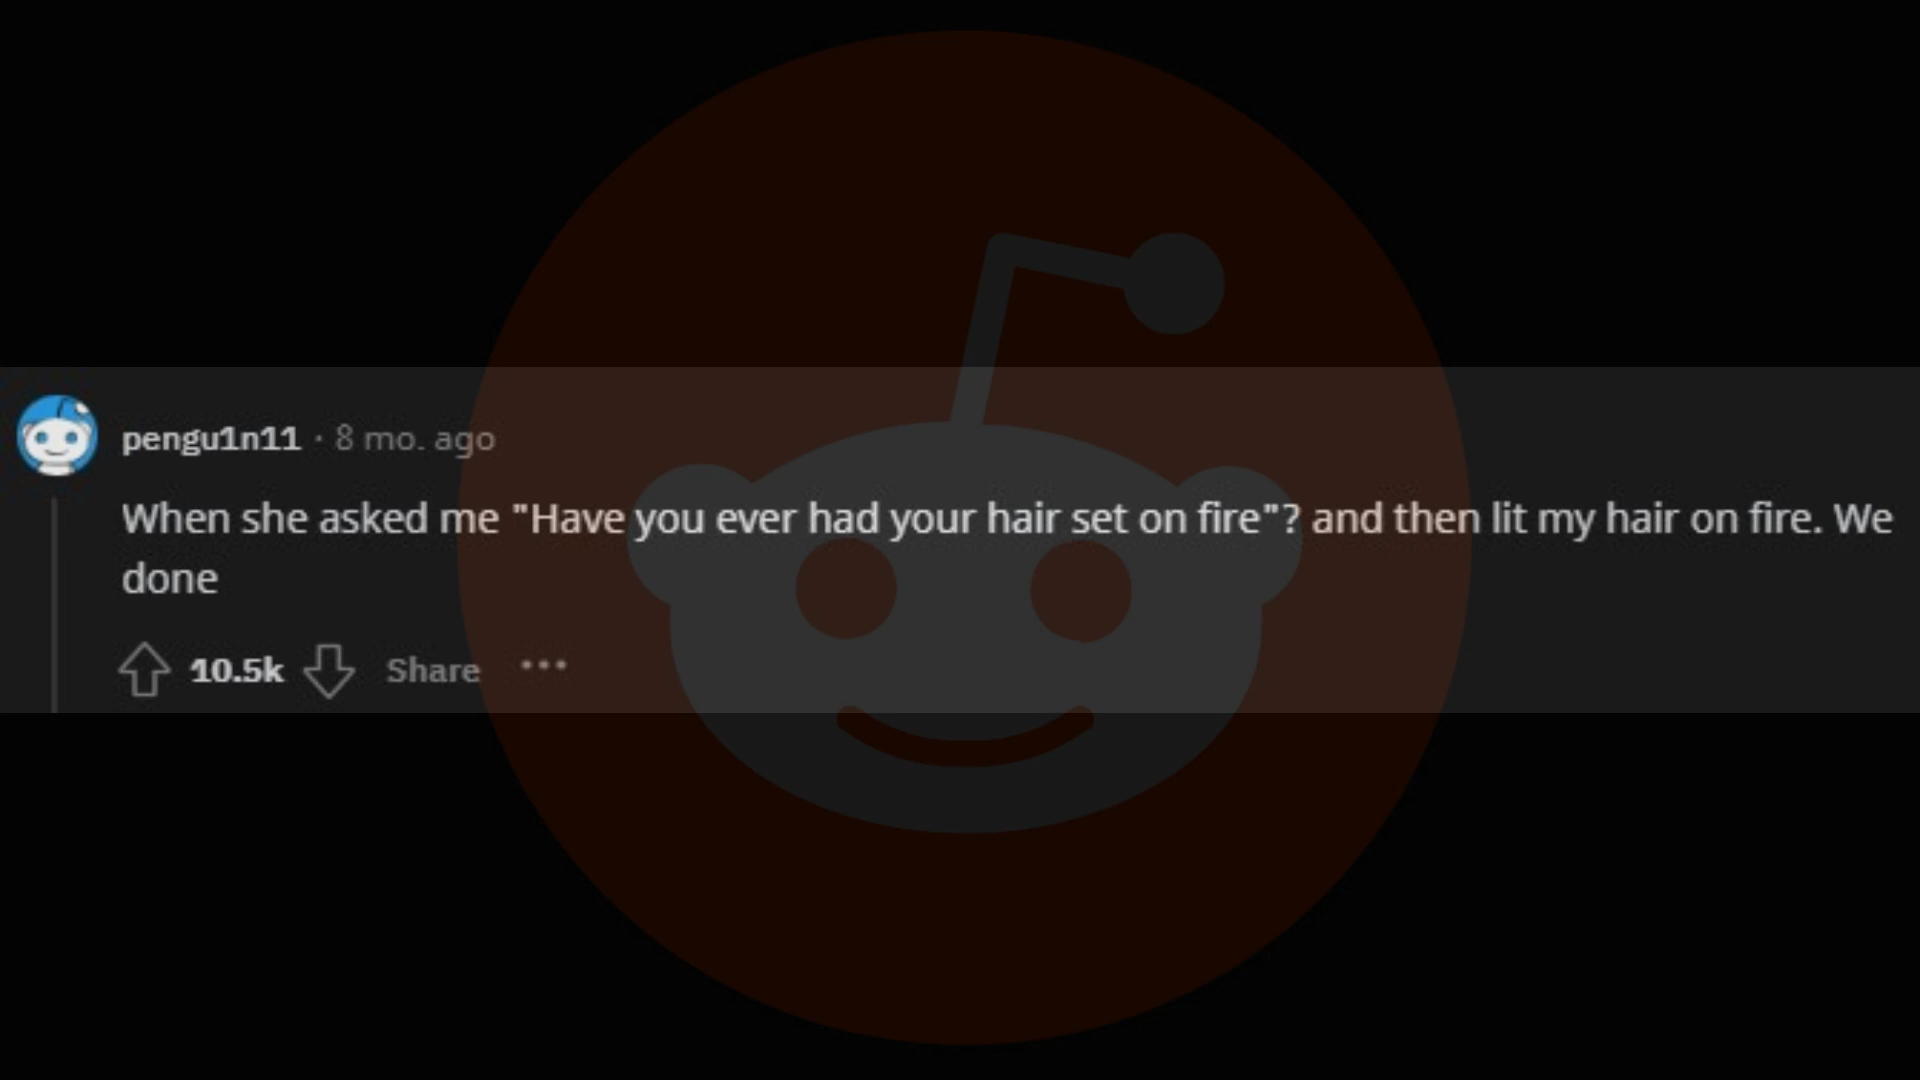 pengu1n11 · 8 mo. ago
When she asked me "Have you ever had your hair set on fire"? and then lit my hair on fire. We
done
10.5k Share ···